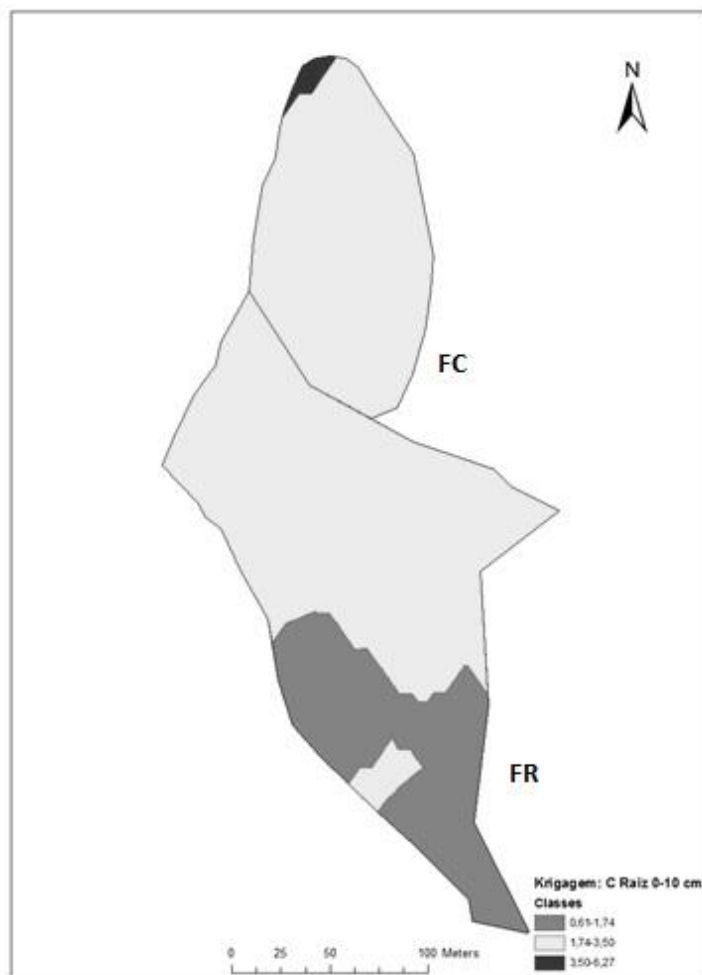 N
FC
FR
Krigagem: C Raiz 0-10 cm
Classes
0,61-1,74
1,74-3,50
3,50-6,27
0 25 50 100 Meters